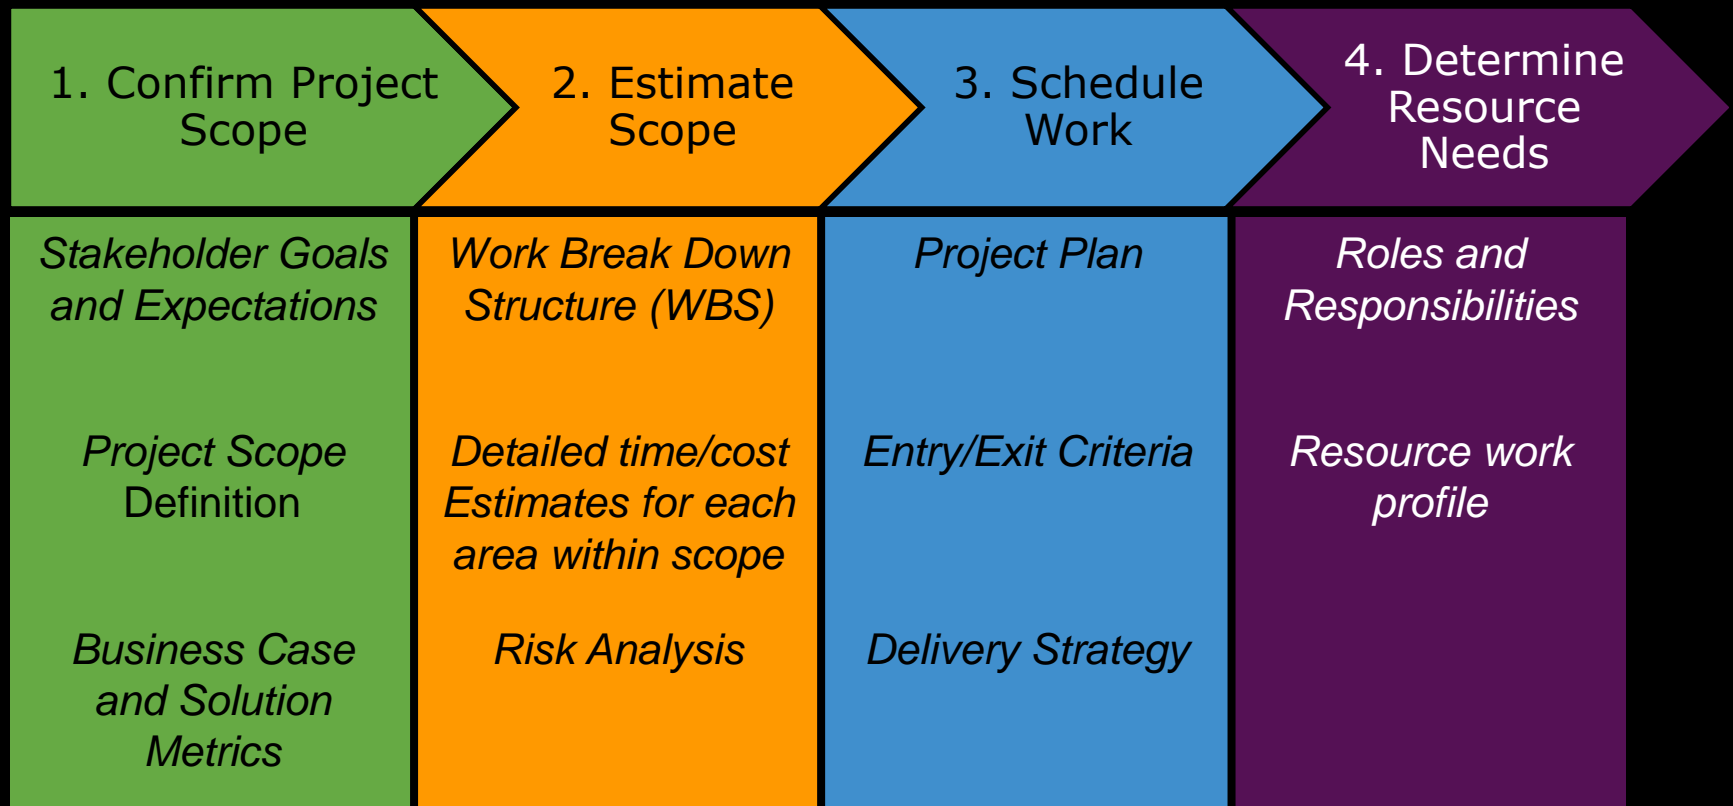 1. Confirm Project
Scope
2. Estimate
Scope
3. Schedule
Work
4. Determine
Resource
Needs
Stakeholder Goals
and Expectations
Project Scope
Definition
Business Case
and Solution
Metrics
Work Break Down
Structure (WBS)
Detailed time/cost
Estimates for each
area within scope
Risk Analysis
Project Plan
Entry/Exit Criteria
Delivery Strategy
Roles and
Responsibilities
Resource work
profile